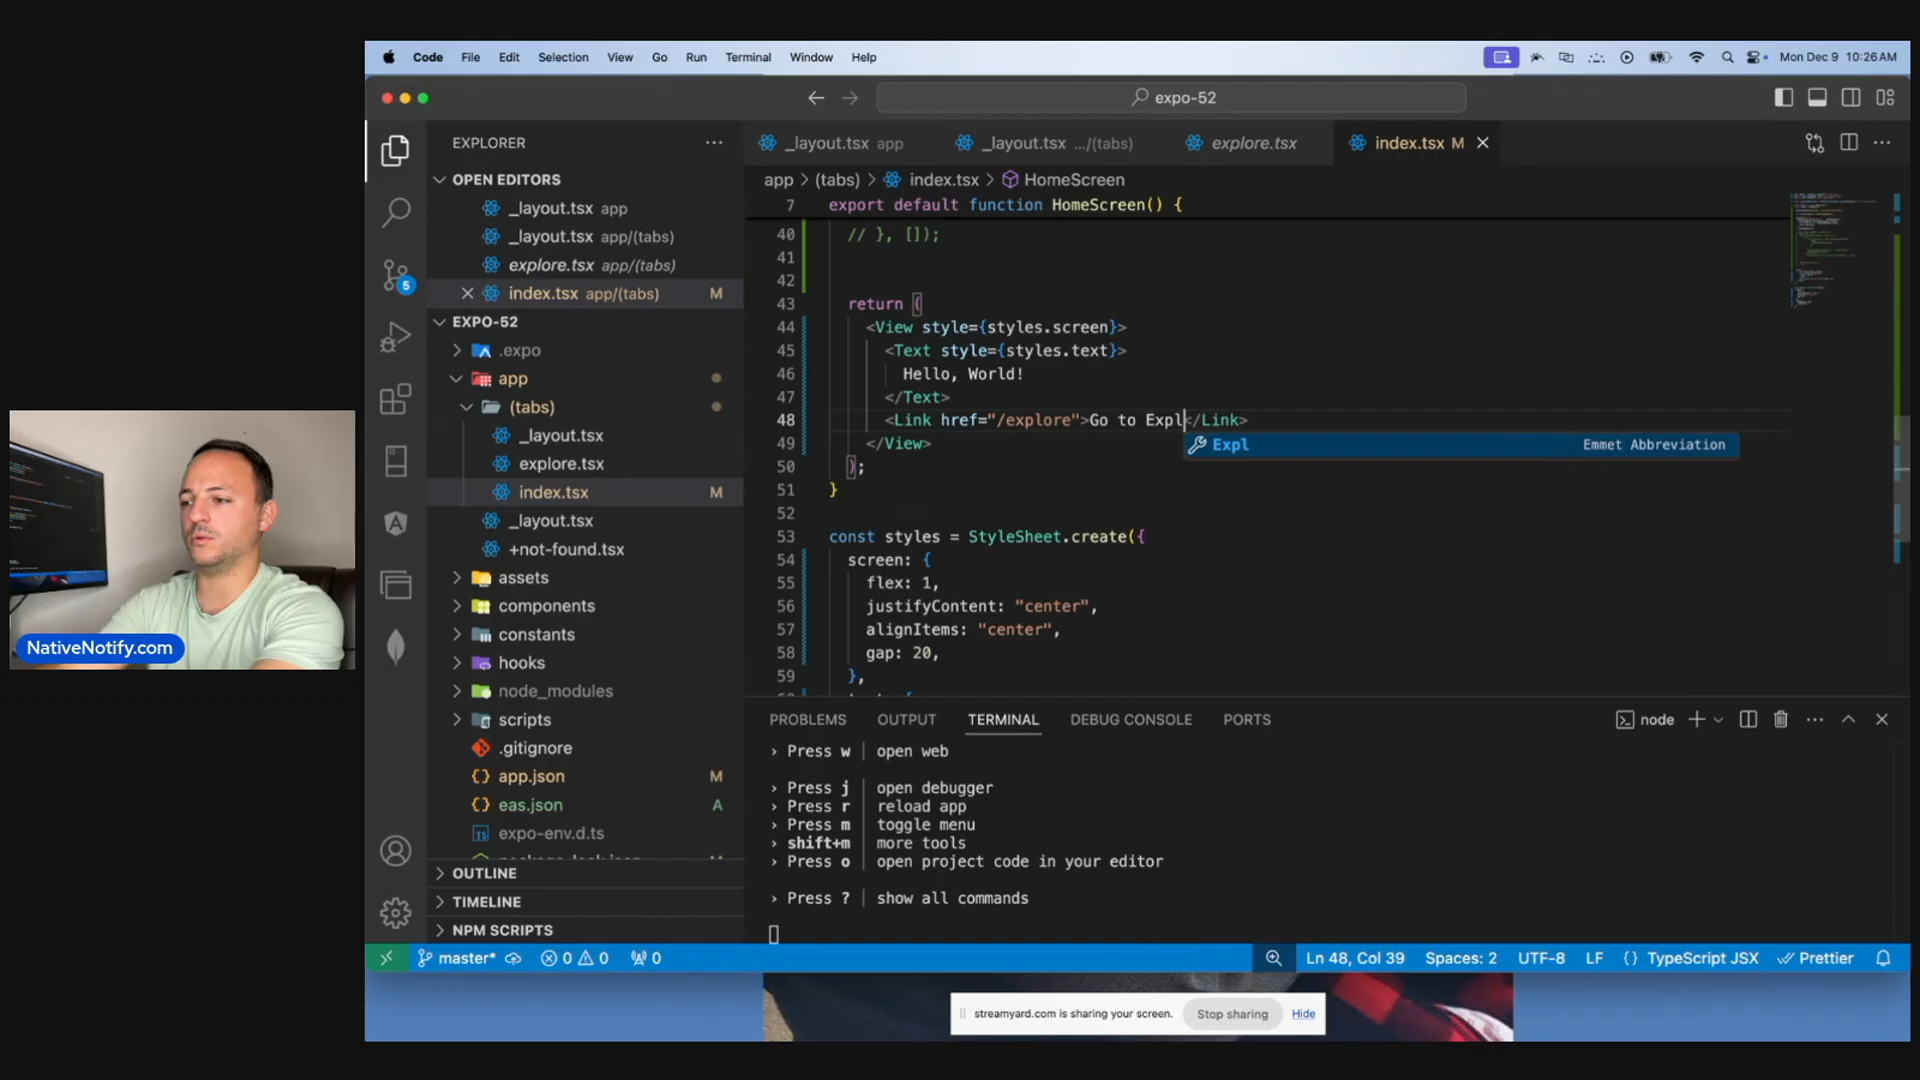 Code File Edit Selection View Go Run Terminal Window Help Mon Dec 9 10:26 AM
expo-52
EXPLORER
OPEN EDITORS
_layout.tsx app
_layout.tsx app/(tabs)
explore.tsx app/(tabs)
index.tsx app/(tabs) M
5
EXPO-52
.expo
app
(tabs)
_layout.tsx
explore.tsx
index.tsx M
_layout.tsx
+not-found.tsx
assets
components
constants
hooks
node_modules
scripts
.gitignore
app.json M
eas.json A
expo-env.d.ts
OUTLINE
TIMELINE
NPM SCRIPTS
_layout.tsx app _layout.tsx .../(tabs) explore.tsx index.tsx M
app > (tabs) > index.tsx > HomeScreen
7 export default function HomeScreen() {
40 // }, []);
41
42
43 return (
44 <View style={styles.screen}>
45 <Text style={styles.text}>
46 Hello, World!
47 </Text>
48 <Link href="/explore">Go to Expl</Link>
Expl Emmet Abbreviation
49 </View>
50 );
51 }
52
53 const styles = StyleSheet.create({
54 screen: {
55 flex: 1,
56 justifyContent: "center",
57 alignItems: "center",
58 gap: 20,
59 },
PROBLEMS OUTPUT TERMINAL DEBUG CONSOLE PORTS node
› Press w │ open web
› Press j │ open debugger
› Press r │ reload app
› Press m │ toggle menu
› shift+m │ more tools
› Press o │ open project code in your editor
› Press ? │ show all commands
master* 0 0 0 Ln 48, Col 39 Spaces: 2 UTF-8 LF {} TypeScript JSX Prettier
streamyard.com is sharing your screen. Stop sharing Hide
NativeNotify.com